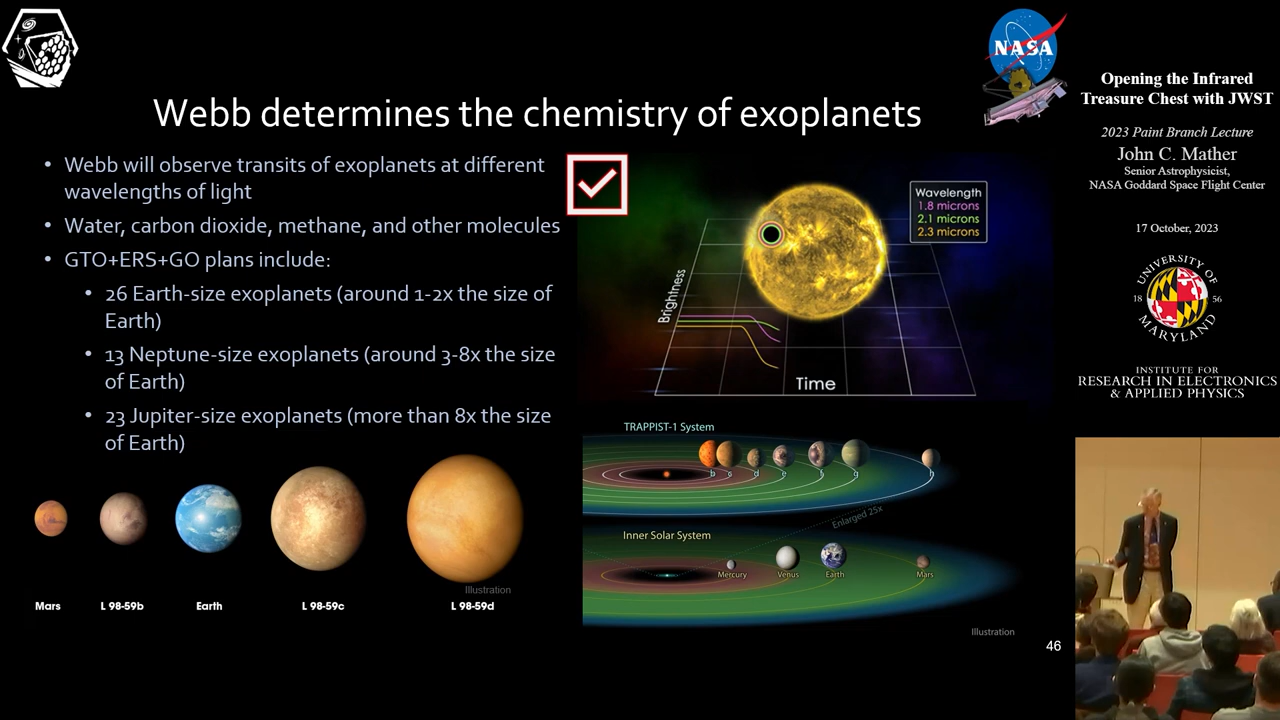 Webb determines the chemistry of exoplanets
• Webb will observe transits of exoplanets at different
wavelengths of light
• Water, carbon dioxide, methane, and other molecules
• GTO+ERS+GO plans include:
• 26 Earth-size exoplanets (around 1-2x the size of
Earth)
• 13 Neptune-size exoplanets (around 3-8x the size
of Earth)
• 23 Jupiter-size exoplanets (more than 8x the size
of Earth)
Illustration
Mars
L 98-59b
Earth
L 98-59c
L 98-59d
NASA
Wavelength
1.8 microns
2.1 microns
2.3 microns
Brightness
Time
TRAPPIST-1 System
b
c
d
e
f
g
h
Enlarged 25x
Inner Solar System
Mercury
Venus
Earth
Mars
Illustration
46
Opening the Infrared
Treasure Chest with JWST
2023 Paint Branch Lecture
John C. Mather
Senior Astrophysicist,
NASA Goddard Space Flight Center
17 October, 2023
UNIVERSITY OF
18 56
MARYLAND
INSTITUTE FOR
RESEARCH IN ELECTRONICS
& APPLIED PHYSICS